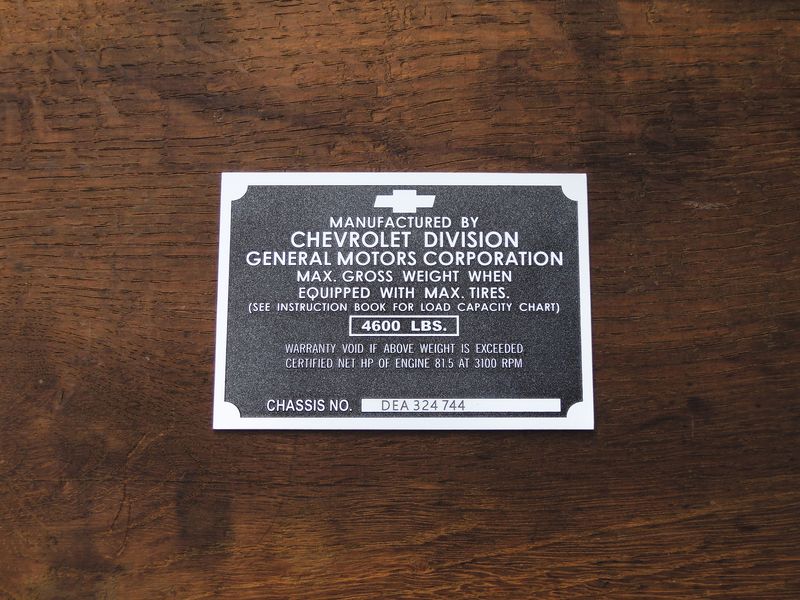 MANUFACTURED BY
CHEVROLET DIVISION
GENERAL MOTORS CORPORATION
MAX. GROSS WEIGHT WHEN
EQUIPPED WITH MAX. TIRES.
(SEE INSTRUCTION BOOK FOR LOAD CAPACITY CHART)
4600 LBS.
WARRANTY VOID IF ABOVE WEIGHT IS EXCEEDED
CERTIFIED NET HP OF ENGINE 81.5 AT 3100 RPM
CHASSIS NO. DEA 324 744